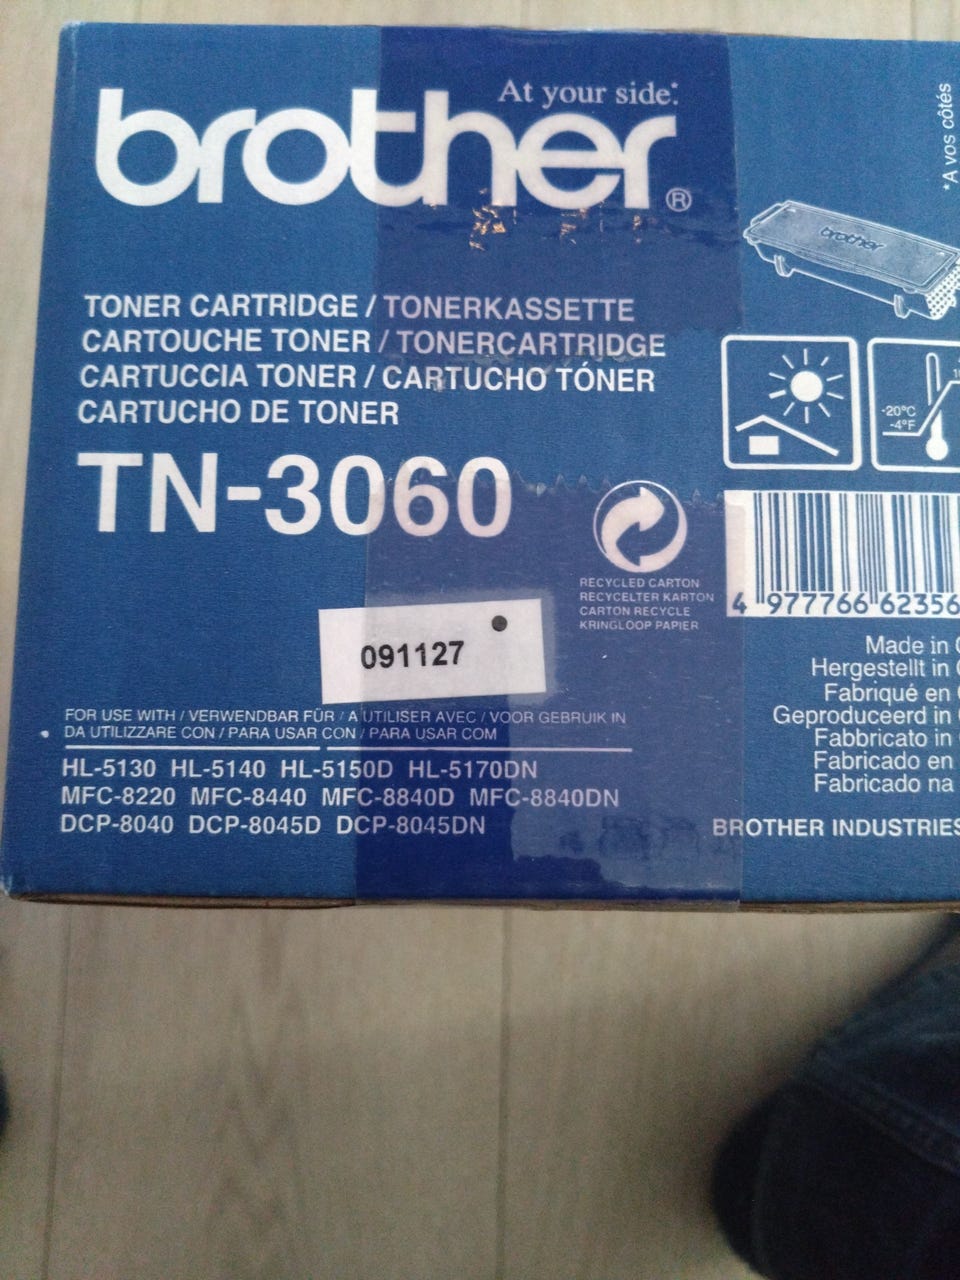 At your side.*
brother®
*A vos côtés
brother
TONER CARTRIDGE / TONERKASSETTE
CARTOUCHE TONER / TONERCARTRIDGE
CARTUCCIA TONER / CARTUCHO TÓNER
CARTUCHO DE TONER
TN-3060
-20°C
-4°F
RECYCLED CARTON
RECYCELTER KARTON
CARTON RECYCLE
KRINGLOOP PAPIER
4 977766 62356
091127
Made in
Hergestellt in
Fabriqué en
Geproduceerd in
Fabbricato in
Fabricado en
Fabricado na
FOR USE WITH / VERWENDBAR FÜR / A UTILISER AVEC / VOOR GEBRUIK IN
DA UTILIZZARE CON / PARA USAR CON / PARA USAR COM
HL-5130 HL-5140 HL-5150D HL-5170DN
MFC-8220 MFC-8440 MFC-8840D MFC-8840DN
DCP-8040 DCP-8045D DCP-8045DN
BROTHER INDUSTRIES